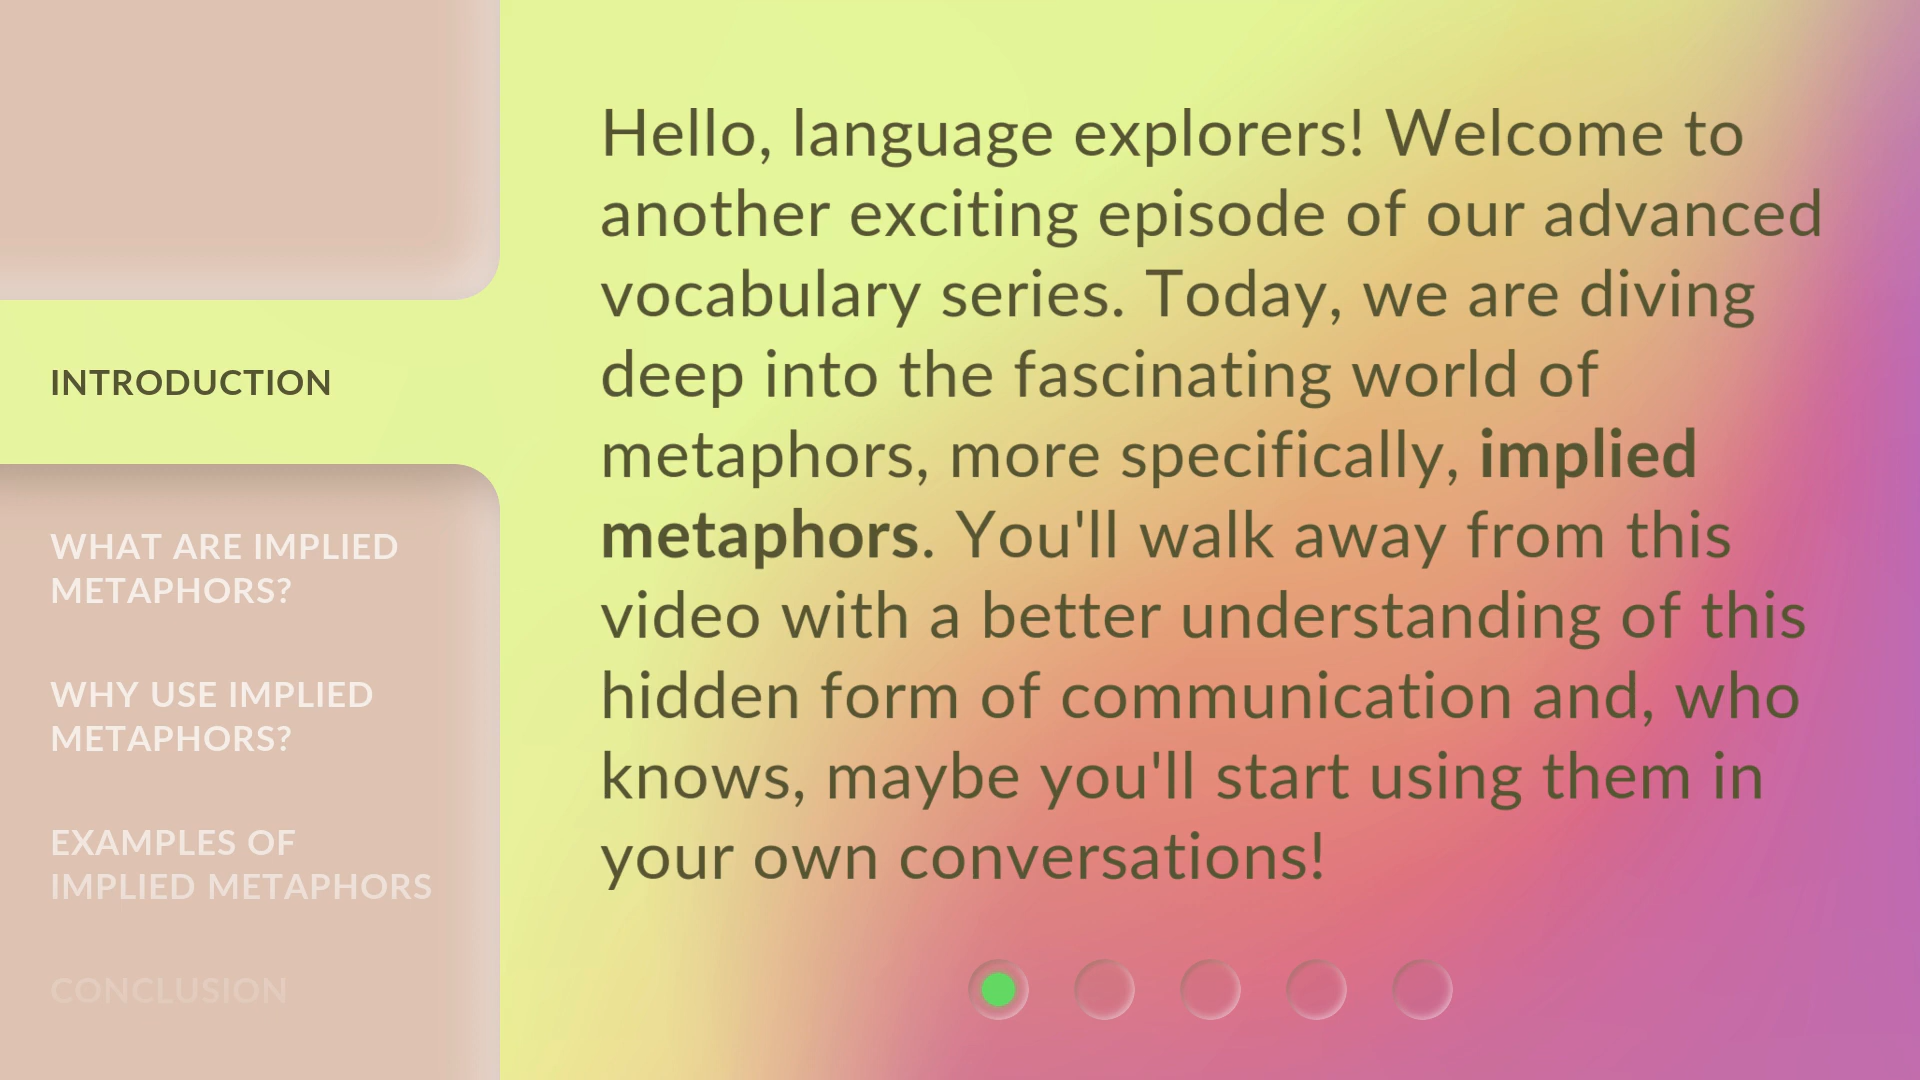 INTRODUCTION
WHAT ARE IMPLIED
METAPHORS?
WHY USE IMPLIED
METAPHORS?
EXAMPLES OF
IMPLIED METAPHORS
CONCLUSION
Hello, language explorers! Welcome to
another exciting episode of our advanced
vocabulary series. Today, we are diving
deep into the fascinating world of
metaphors, more specifically, implied
metaphors. You'll walk away from this
video with a better understanding of this
hidden form of communication and, who
knows, maybe you'll start using them in
your own conversations!